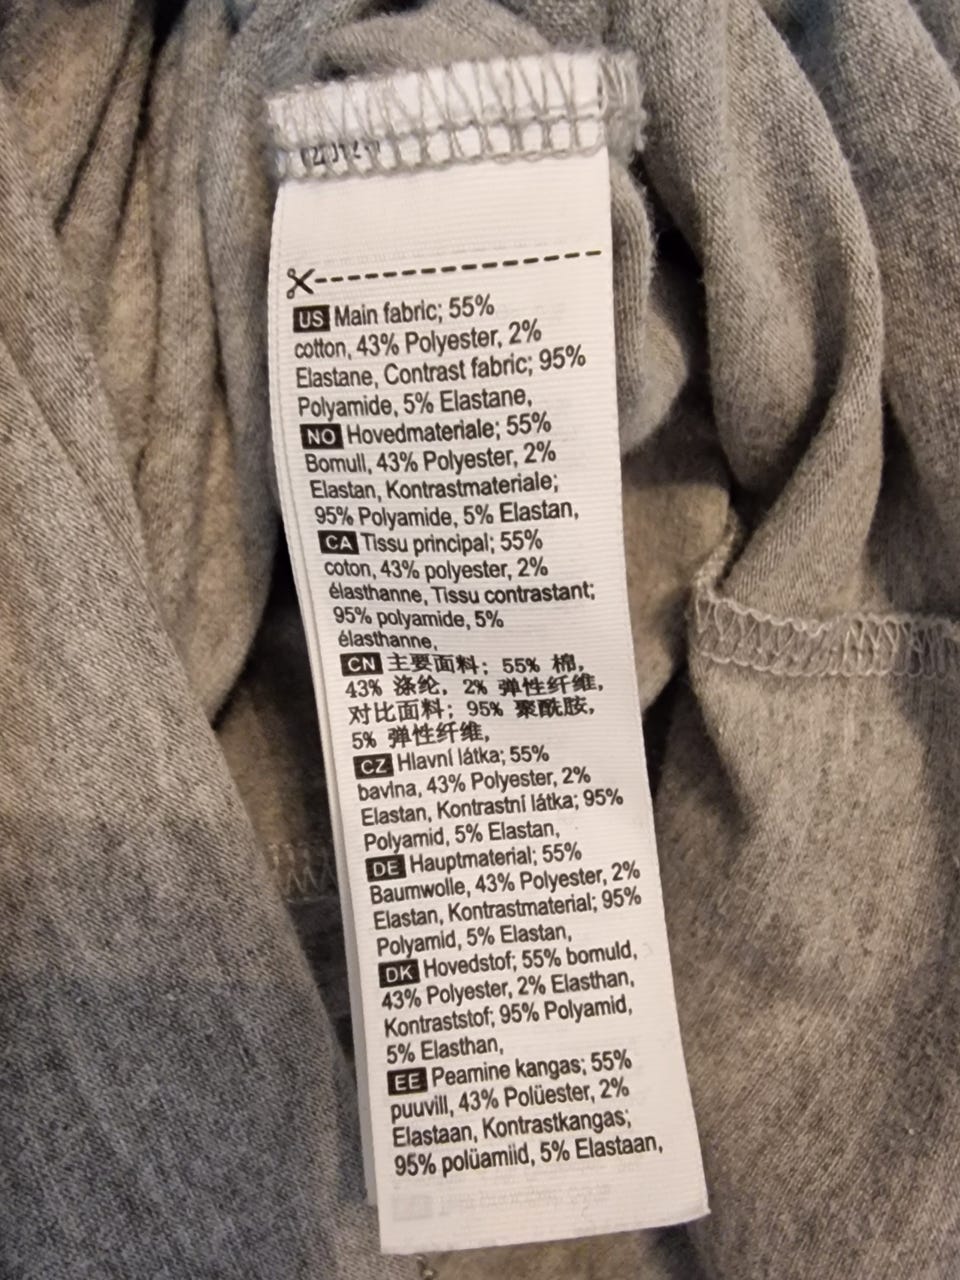 US Main fabric; 55%
cotton, 43% Polyester, 2%
Elastane, Contrast fabric; 95%
Polyamide, 5% Elastane,
NO Hovedmateriale; 55%
Bomull, 43% Polyester, 2%
Elastan, Kontrastmateriale;
95% Polyamide, 5% Elastan,
CA Tissu principal; 55%
coton, 43% polyester, 2%
élasthanne, Tissu contrastant;
95% polyamide, 5%
élasthanne,
CN 主要面料; 55% 棉,
43% 涤纶, 2% 弹性纤维,
对比面料; 95% 聚酰胺,
5% 弹性纤维,
CZ Hlavní látka; 55%
bavlna, 43% Polyester, 2%
Elastan, Kontrastní látka; 95%
Polyamid, 5% Elastan,
DE Hauptmaterial; 55%
Baumwolle, 43% Polyester, 2%
Elastan, Kontrastmaterial; 95%
Polyamid, 5% Elastan,
DK Hovedstof; 55% bomuld,
43% Polyester, 2% Elasthan,
Kontraststof; 95% Polyamid,
5% Elasthan,
EE Peamine kangas; 55%
puuvill, 43% Polüester, 2%
Elastaan, Kontrastkangas;
95% polüamiid, 5% Elastaan,